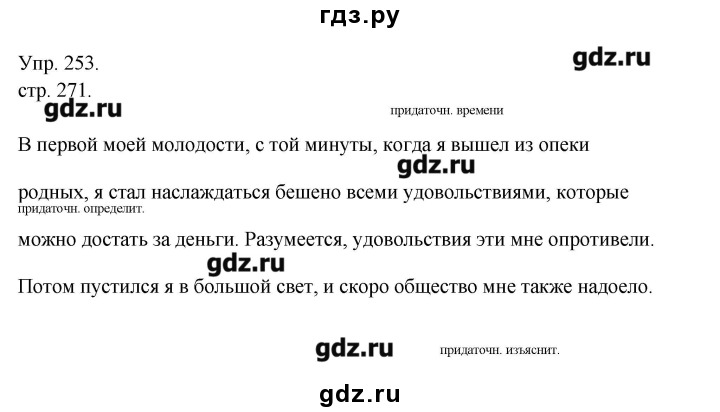 гдз.ру
Упр. 253.
gdz.ru
стр. 271.
gdz.ru
придаточн. времени
В первой моей молодости, с той минуты, когда я вышел из опеки
gdz.ru
родных, я стал наслаждаться бешено всеми удовольствиями, которые
придаточн. определит.
можно достать за деньги. Разумеется, удовольствия эти мне опротивели.
gdz.ru
Потом пустился я в большой свет, и скоро общество мне также надоело.
gdz.ru
придаточн. изъяснит.
gdz.ru